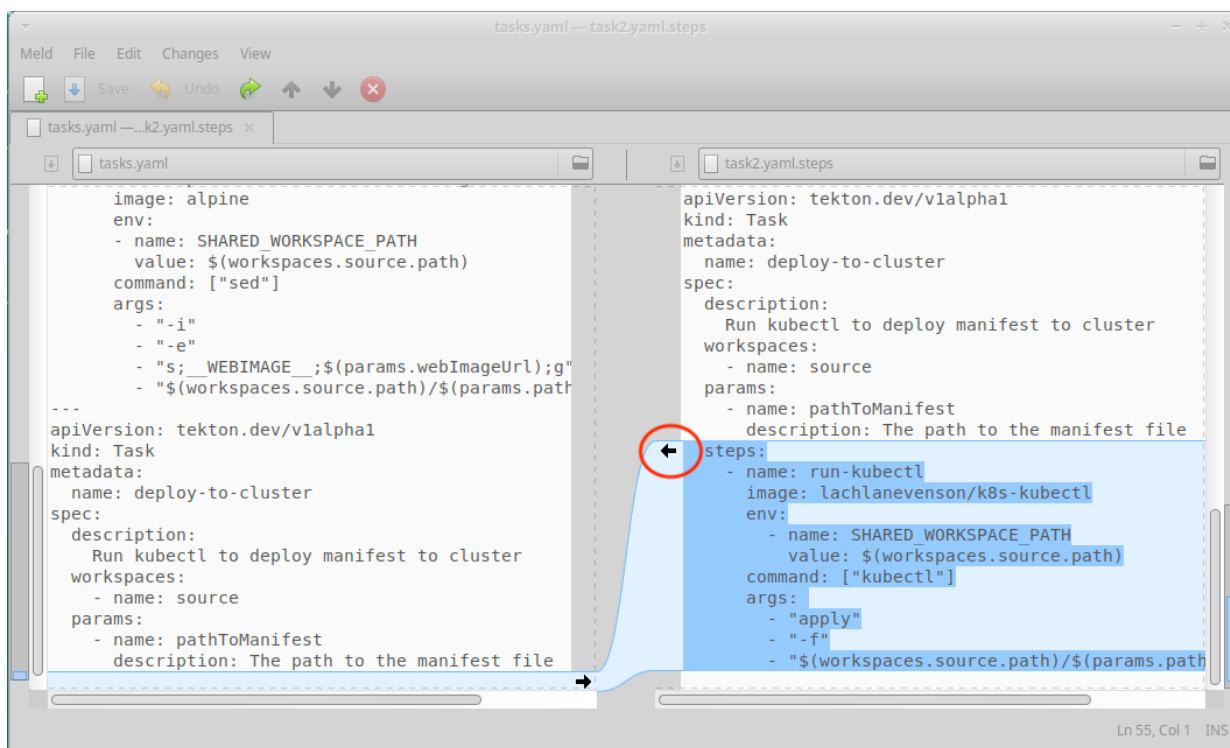 tasks.yaml — task2.yaml.steps
Meld File Edit Changes View
Save Undo
tasks.yaml —...k2.yaml.steps
tasks.yaml
image: alpine
env:
- name: SHARED_WORKSPACE_PATH
value: $(workspaces.source.path)
command: ["sed"]
args:
- "-i"
- "-e"
- "s;__WEBIMAGE__;$(params.webImageUrl);g"
- "$(workspaces.source.path)/$(params.path
---
apiVersion: tekton.dev/v1alpha1
kind: Task
metadata:
name: deploy-to-cluster
spec:
description:
Run kubectl to deploy manifest to cluster
workspaces:
- name: source
params:
- name: pathToManifest
description: The path to the manifest file
task2.yaml.steps
apiVersion: tekton.dev/v1alpha1
kind: Task
metadata:
name: deploy-to-cluster
spec:
description:
Run kubectl to deploy manifest to cluster
workspaces:
- name: source
params:
- name: pathToManifest
description: The path to the manifest file
steps:
- name: run-kubectl
image: lachlanevenson/k8s-kubectl
env:
- name: SHARED_WORKSPACE_PATH
value: $(workspaces.source.path)
command: ["kubectl"]
args:
- "apply"
- "-f"
- "$(workspaces.source.path)/$(params.path
Ln 55, Col 1 INS